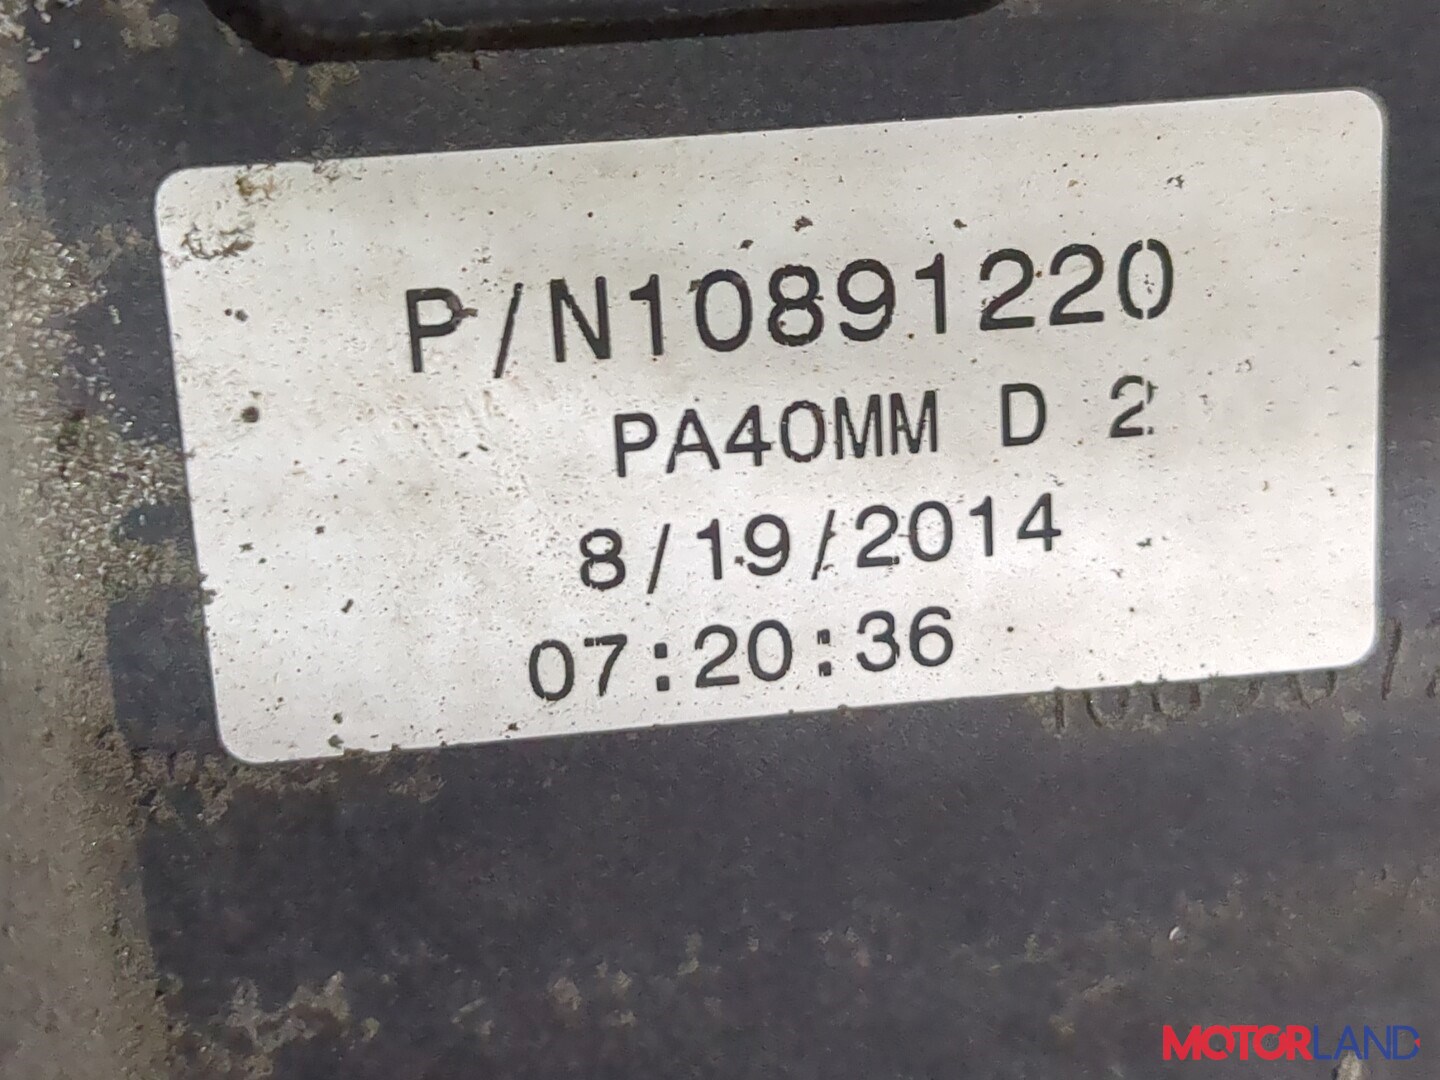 P/N10891220
PA40MM D 2
8/19/2014
07:20:36
MOTORLAND